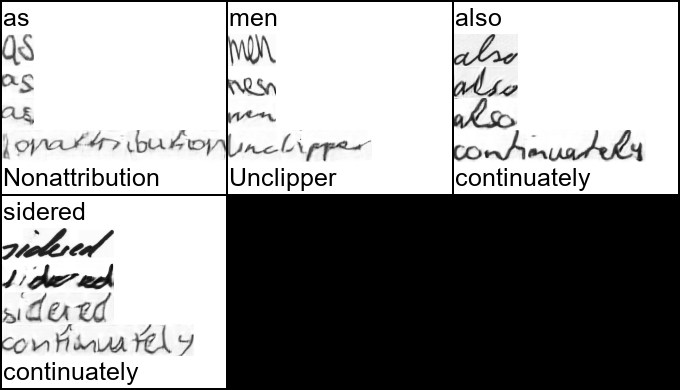 as
as
as
as
Nonattribution
Nonattribution
men
men
men
men
Unclipper
Unclipper
also
also
also
also
continuately
continuately
sidered
sidered
sidered
sidered
continuately
continuately